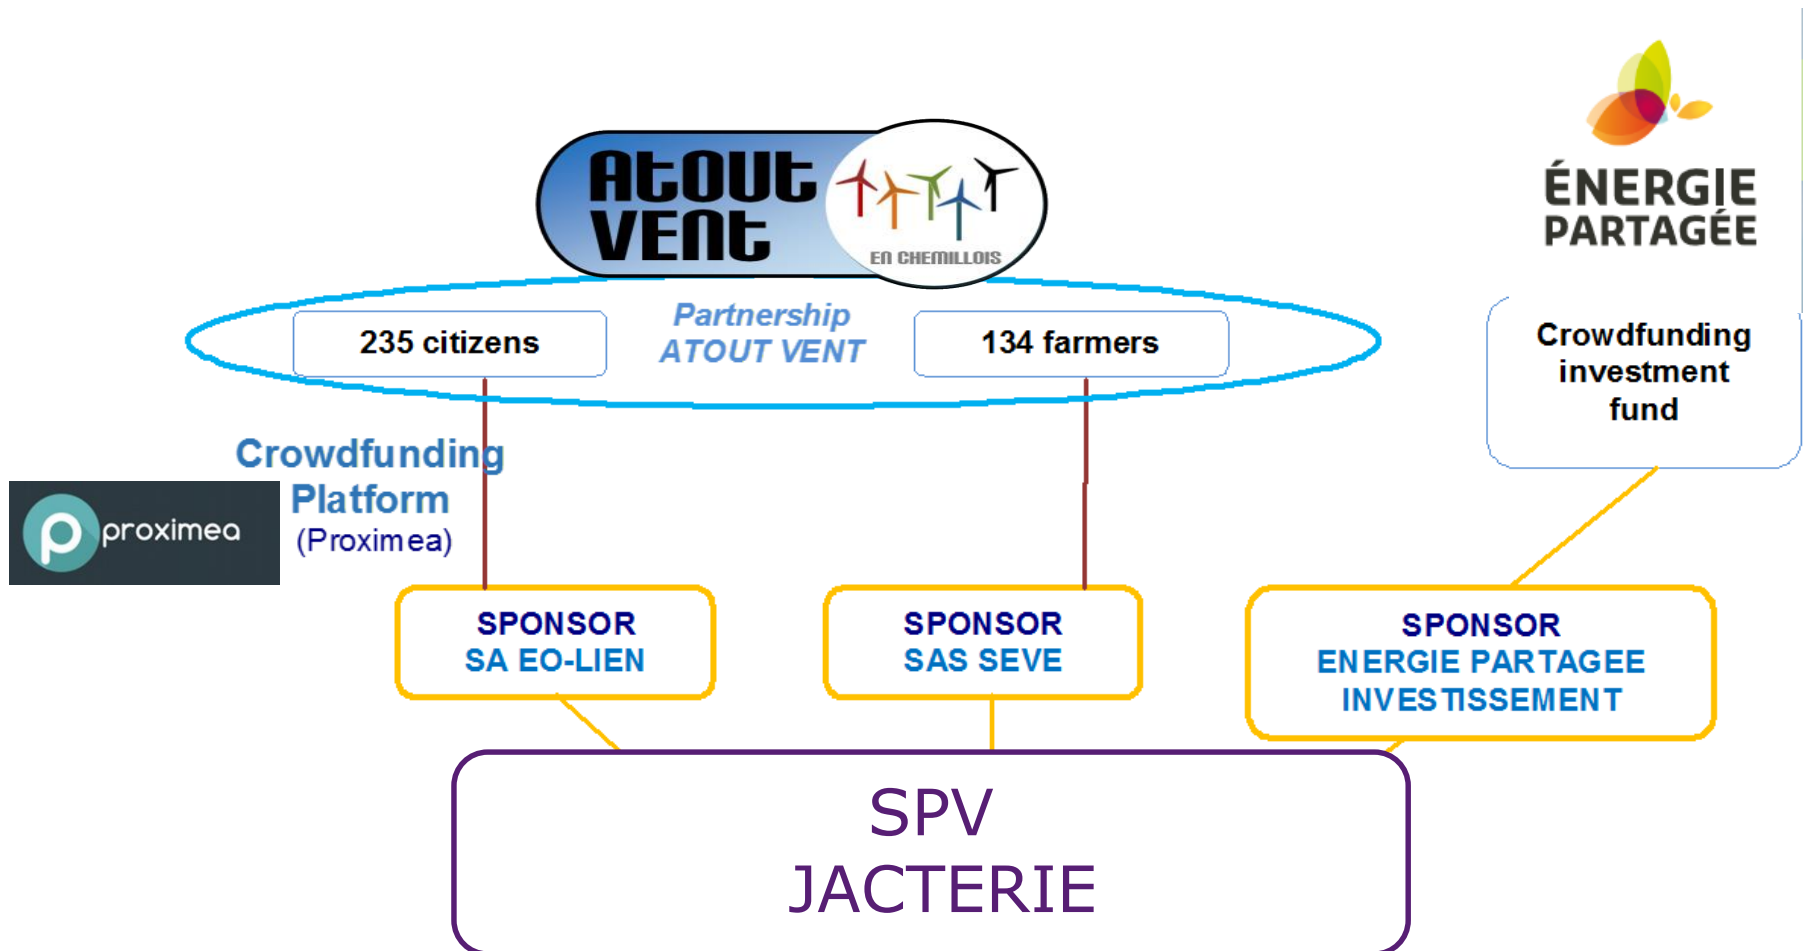 ATOUT
VENT
EN CHEMILLOIS
ÉNERGIE
PARTAGÉE
235 citizens
Partnership
ATOUT VENT
134 farmers
Crowdfunding
investment
fund
Crowdfunding
Platform
(Proximea)
proximea
SPONSOR
SA EO-LIEN
SPONSOR
SAS SEVE
SPONSOR
ENERGIE PARTAGEE
INVESTISSEMENT
SPV
JACTERIE